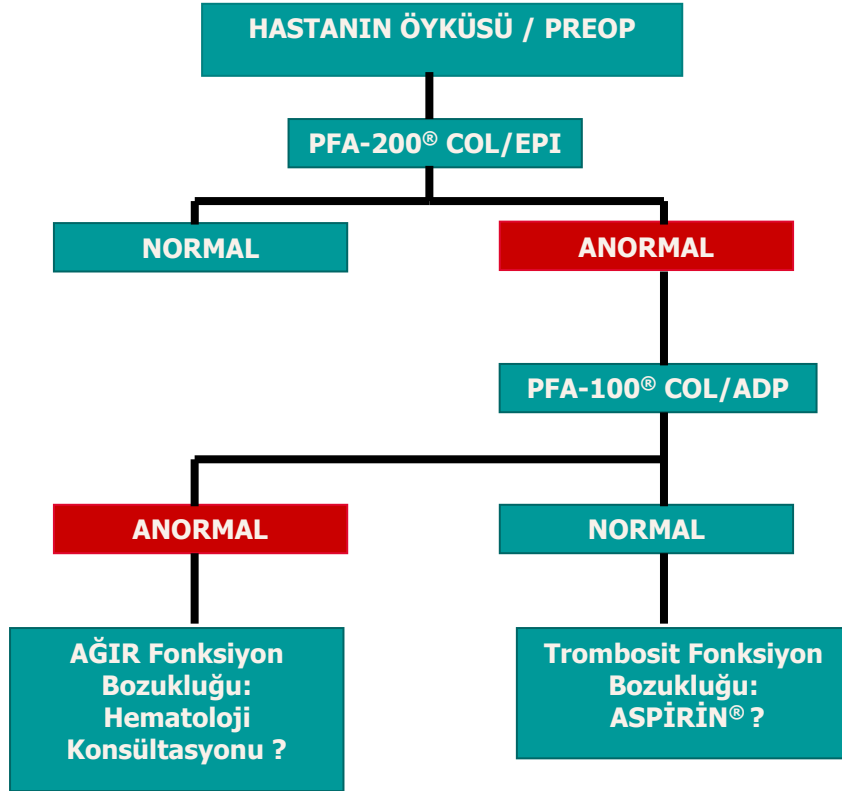 HASTANIN ÖYKÜSÜ / PREOP
PFA-200® COL/EPI
NORMAL
ANORMAL
PFA-100® COL/ADP
ANORMAL
NORMAL
AĞIR Fonksiyon
Bozukluğu:
Hematoloji
Konsültasyonu ?
Trombosit Fonksiyon
Bozukluğu:
ASPİRİN® ?